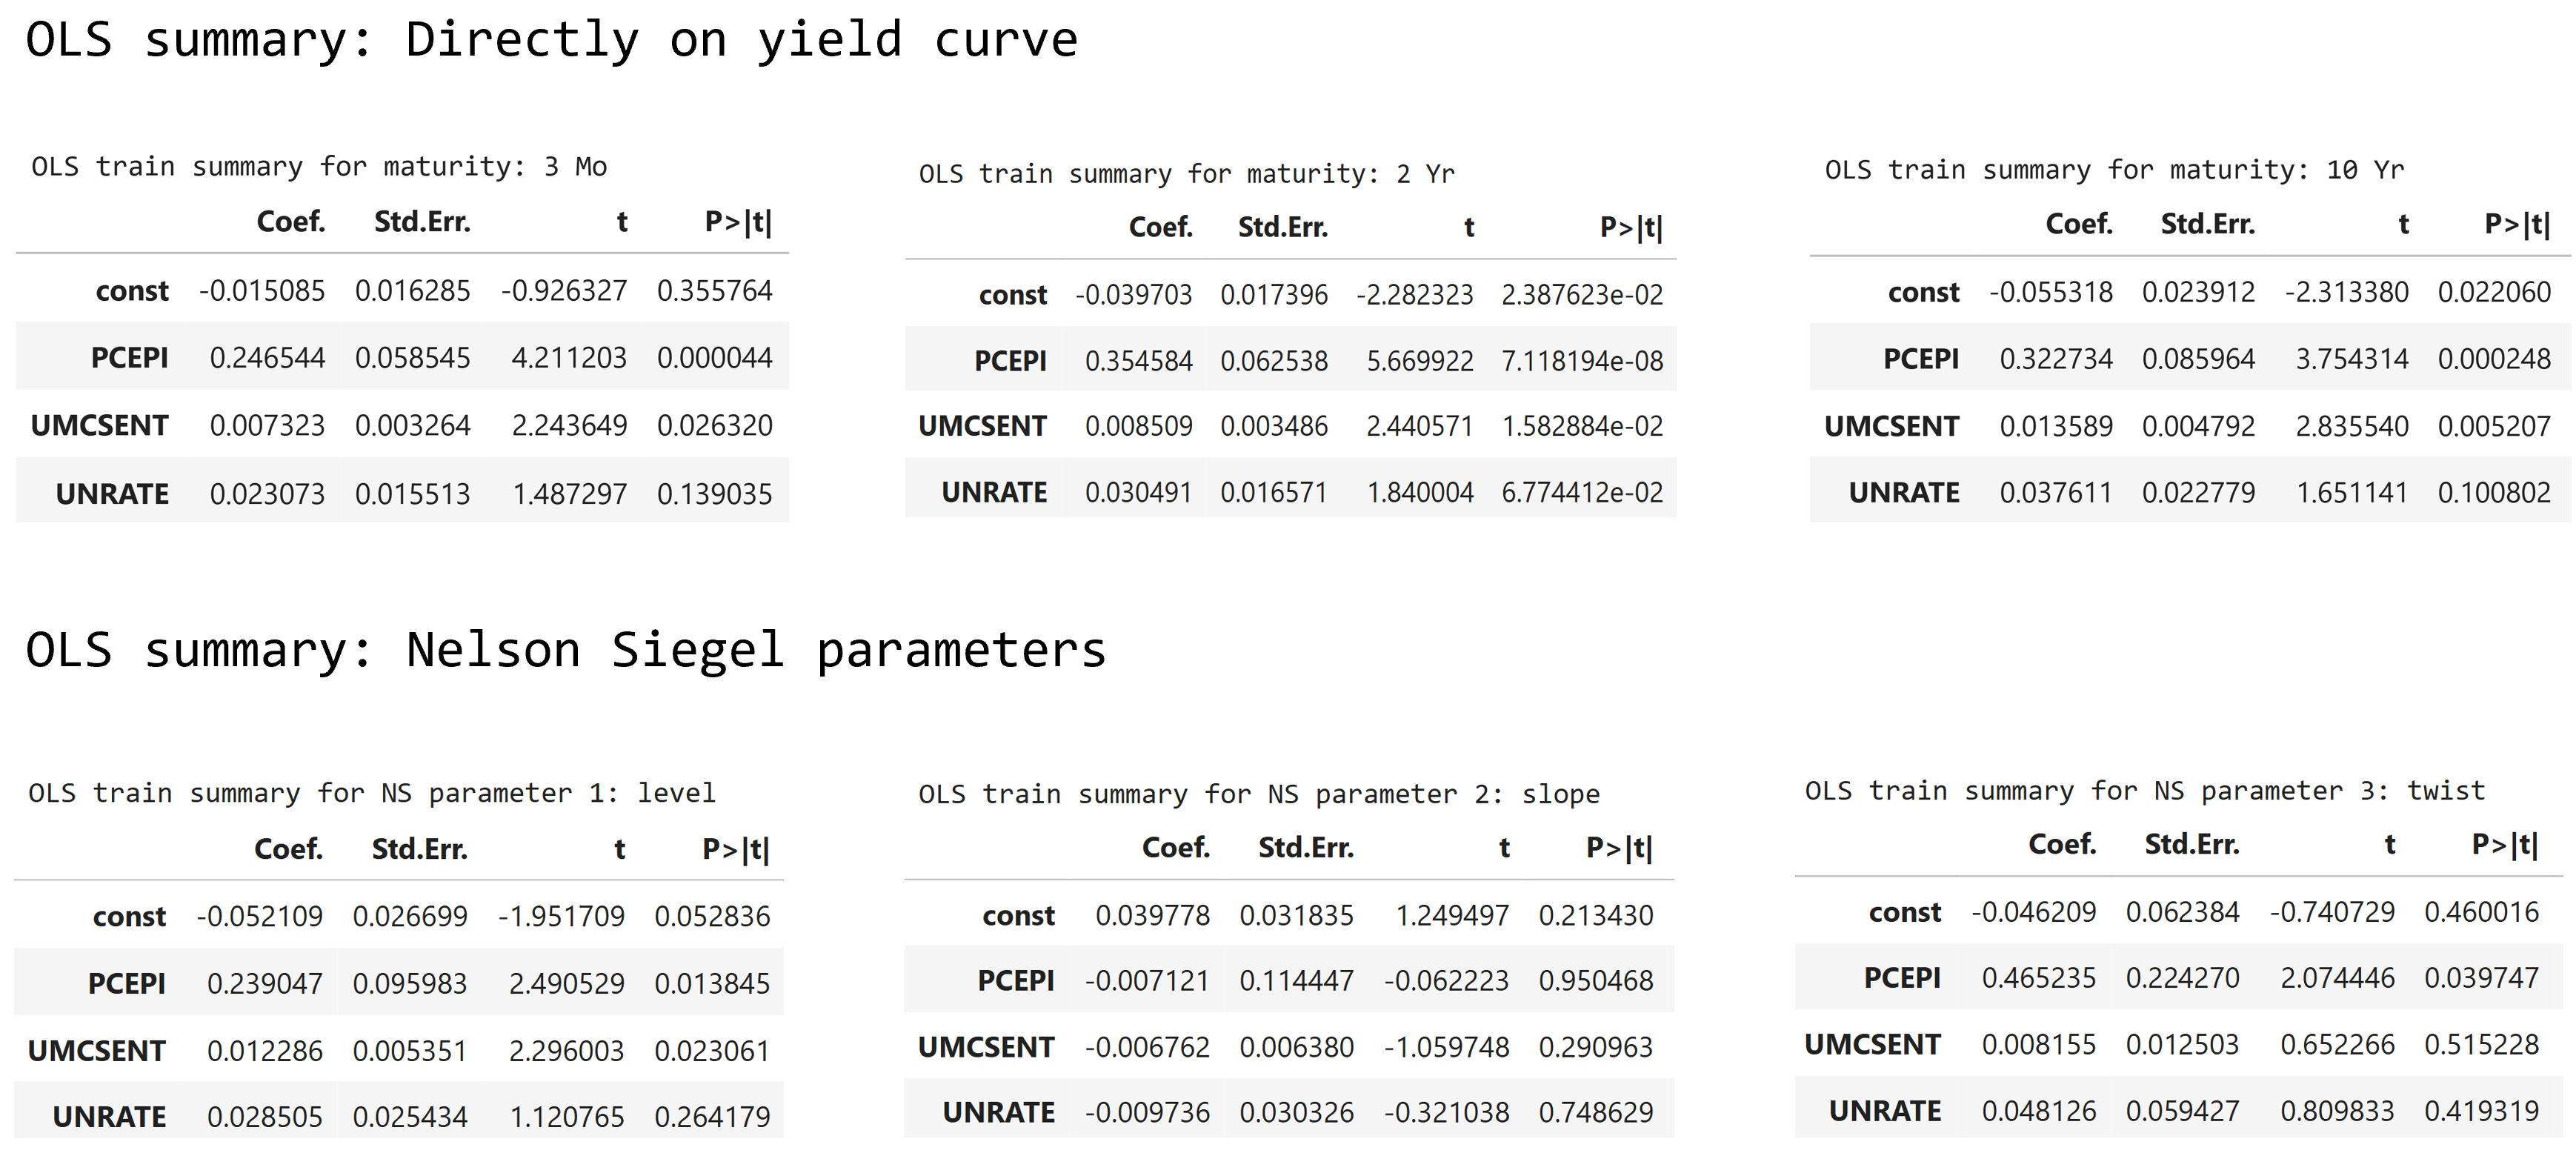 OLS summary: Directly on yield curve
OLS train summary for maturity: 3 Mo
Coef. Std.Err. t P>|t|
const -0.015085 0.016285 -0.926327 0.355764
PCEPI 0.246544 0.058545 4.211203 0.000044
UMCSENT 0.007323 0.003264 2.243649 0.026320
UNRATE 0.023073 0.015513 1.487297 0.139035
OLS train summary for maturity: 2 Yr
Coef. Std.Err. t P>|t|
const -0.039703 0.017396 -2.282323 2.387623e-02
PCEPI 0.354584 0.062538 5.669922 7.118194e-08
UMCSENT 0.008509 0.003486 2.440571 1.582884e-02
UNRATE 0.030491 0.016571 1.840004 6.774412e-02
OLS train summary for maturity: 10 Yr
Coef. Std.Err. t P>|t|
const -0.055318 0.023912 -2.313380 0.022060
PCEPI 0.322734 0.085964 3.754314 0.000248
UMCSENT 0.013589 0.004792 2.835540 0.005207
UNRATE 0.037611 0.022779 1.651141 0.100802
OLS summary: Nelson Siegel parameters
OLS train summary for NS parameter 1: level
Coef. Std.Err. t P>|t|
const -0.052109 0.026699 -1.951709 0.052836
PCEPI 0.239047 0.095983 2.490529 0.013845
UMCSENT 0.012286 0.005351 2.296003 0.023061
UNRATE 0.028505 0.025434 1.120765 0.264179
OLS train summary for NS parameter 2: slope
Coef. Std.Err. t P>|t|
const 0.039778 0.031835 1.249497 0.213430
PCEPI -0.007121 0.114447 -0.062223 0.950468
UMCSENT -0.006762 0.006380 -1.059748 0.290963
UNRATE -0.009736 0.030326 -0.321038 0.748629
OLS train summary for NS parameter 3: twist
Coef. Std.Err. t P>|t|
const -0.046209 0.062384 -0.740729 0.460016
PCEPI 0.465235 0.224270 2.074446 0.039747
UMCSENT 0.008155 0.012503 0.652266 0.515228
UNRATE 0.048126 0.059427 0.809833 0.419319